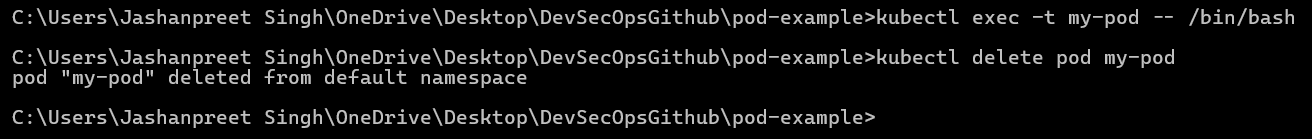 C:\Users\Jashanpreet Singh\OneDrive\Desktop\DevSecOpsGithub\pod-example>kubectl exec -t my-pod -- /bin/bash
C:\Users\Jashanpreet Singh\OneDrive\Desktop\DevSecOpsGithub\pod-example>kubectl delete pod my-pod
pod "my-pod" deleted from default namespace
C:\Users\Jashanpreet Singh\OneDrive\Desktop\DevSecOpsGithub\pod-example>